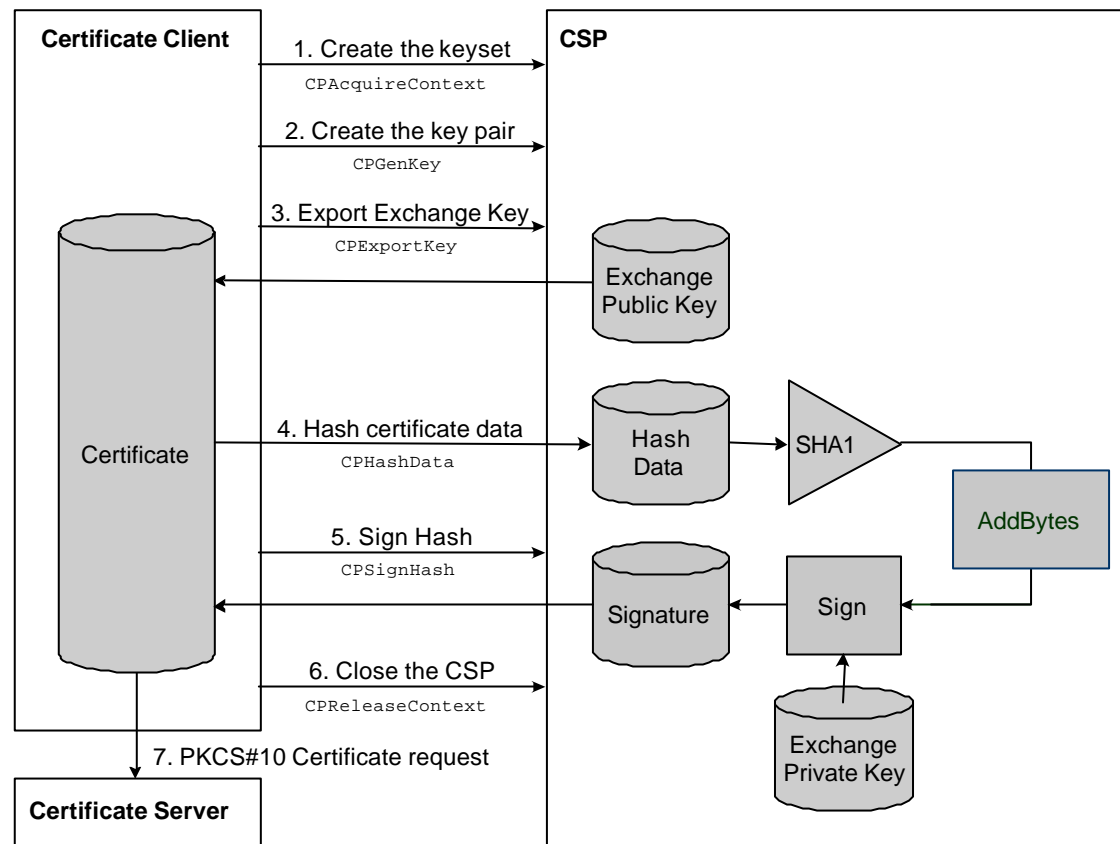 Certificate Client
CSP
1. Create the keyset
CPAcquireContext
2. Create the key pair
CPGenKey
3. Export Exchange Key
CPExportKey
Exchange
Public Key
Certificate
4. Hash certificate data
CPHashData
Hash
Data
SHA1
AddBytes
5. Sign Hash
CPSignHash
Signature
Sign
6. Close the CSP
CPReleaseContext
Exchange
Private Key
7. PKCS#10 Certificate request
Certificate Server